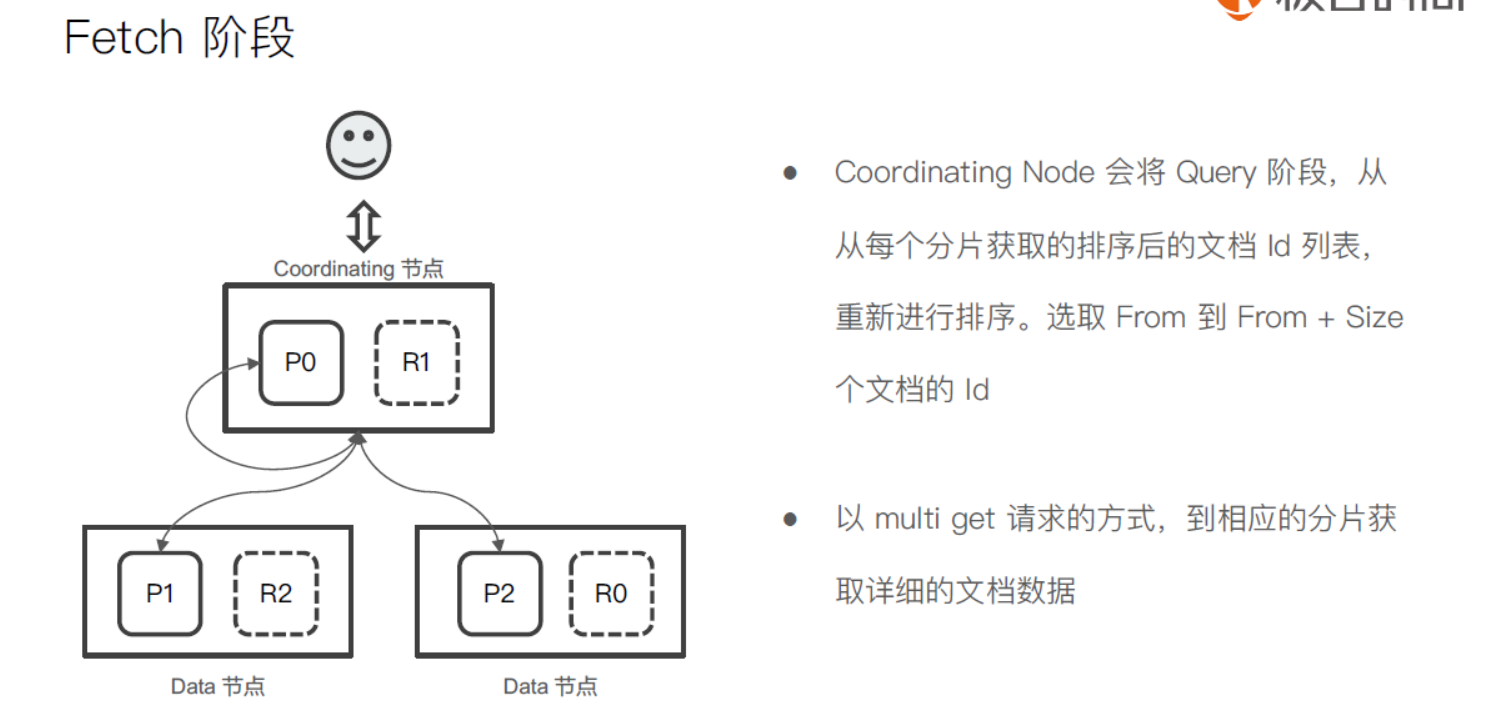 Fetch 阶段
Coordinating 节点
P0
R1
P1
R2
P2
R0
Data 节点
Data 节点
Coordinating Node 会将 Query 阶段，从
从每个分片获取的排序后的文档 Id 列表，
重新进行排序。选取 From 到 From + Size
个文档的 Id
以 multi get 请求的方式，到相应的分片获
取详细的文档数据